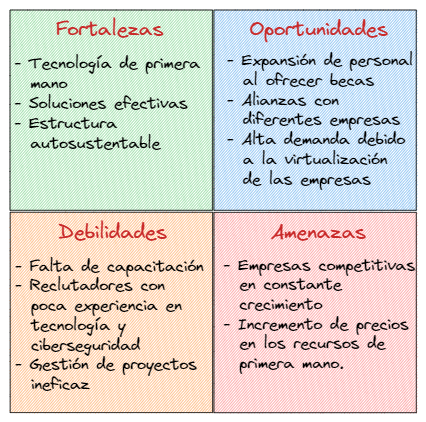 Fortalezas
- Tecnología de primera
mano
- Soluciones efectivas
- Estructura
autosustentable
Oportunidades
- Expansión de personal
al ofrecer becas
- Alianzas con
diferentes empresas
- Alta demanda debido
a la virtualización
de las empresas
Debilidades
- Falta de capacitación
- Reclutadores con
poca experiencia en
tecnología y
ciberseguridad
- Gestión de proyectos
ineficaz
Amenazas
- Empresas competitivas
en constante
crecimiento
- Incremento de precios
en los recursos de
primera mano.